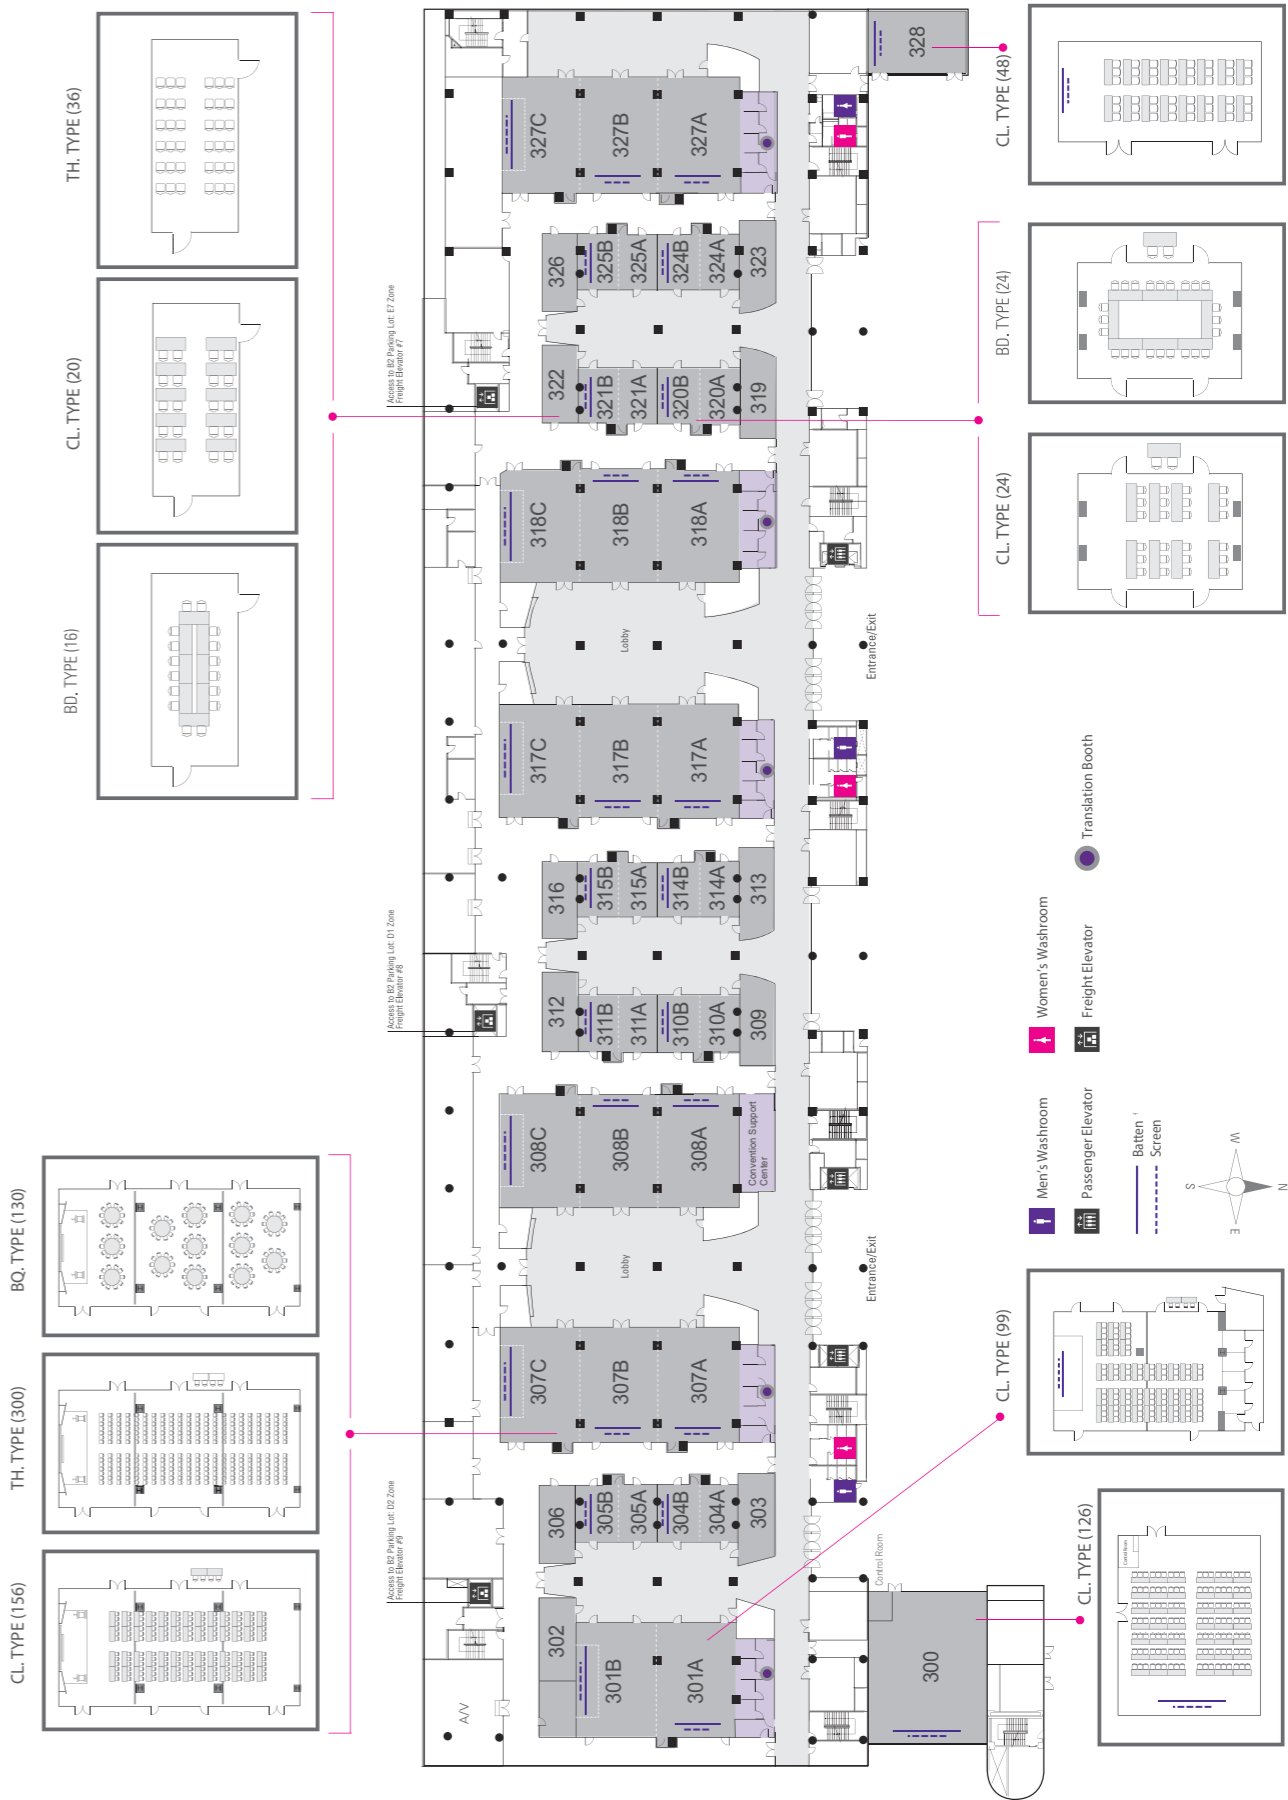 TH. TYPE (36)
CL. TYPE (20)
BD. TYPE (16)
BQ. TYPE (130)
TH. TYPE (300)
CL. TYPE (156)
Access to B2 Parking Lot: E7 Zone
Freight Elevator #7
Access to B2 Parking Lot: D1 Zone
Freight Elevator #8
Access to B2 Parking Lot: D2 Zone
Freight Elevator #9
328
327C
327B
327A
326
325B
325A
324B
324A
323
322
321B
321A
320B
320A
319
318C
318B
318A
Lobby
Entrance/Exit
317C
317B
317A
316
315B
315A
314B
314A
313
312
311B
311A
310B
310A
309
308C
308B
308A
Convention Support
Center
Lobby
Entrance/Exit
307C
307B
307A
306
305B
305A
304B
304A
303
302
301B
301A
A/V
Control Room
300
CL. TYPE (48)
BD. TYPE (24)
CL. TYPE (24)
CL. TYPE (99)
CL. TYPE (126)
Control Room
Men's Washroom
Women's Washroom
Passenger Elevator
Freight Elevator
Translation Booth
Batten
Screen
S
W
E
N